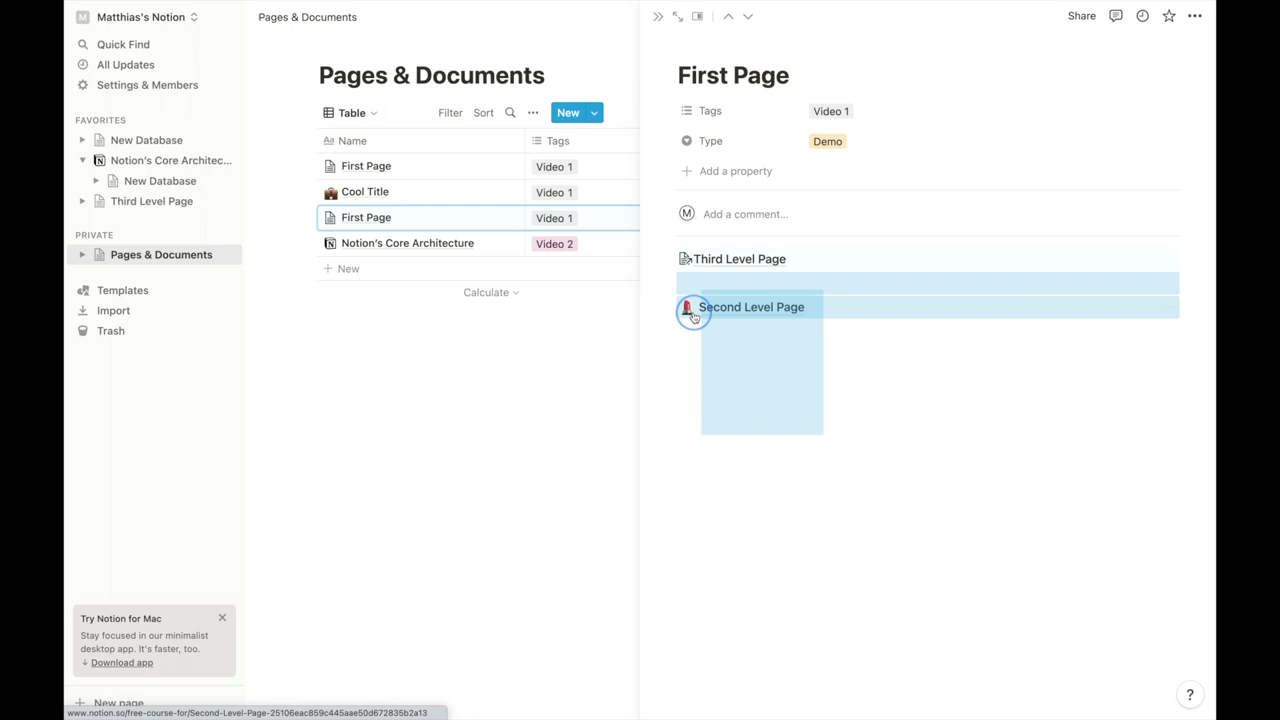 M Matthias's Notion
Quick Find
All Updates
Settings & Members
FAVORITES
New Database
Notion's Core Architec...
New Database
Third Level Page
PRIVATE
Pages & Documents
Templates
Import
Trash
Try Notion for Mac
Stay focused in our minimalist
desktop app. It's faster, too.
↓ Download app
+ New page
www.notion.so/free-course-for/Second-Level-Page-25106eac859c445aae50d672835b2a13
Pages & Documents
Pages & Documents
Table Filter Sort ... New
Aa Name Tags
First Page Video 1
Cool Title Video 1
First Page Video 1
Notion's Core Architecture Video 2
+ New
Calculate
Share ...
First Page
Tags Video 1
Type Demo
+ Add a property
M Add a comment...
Third Level Page
Second Level Page
?